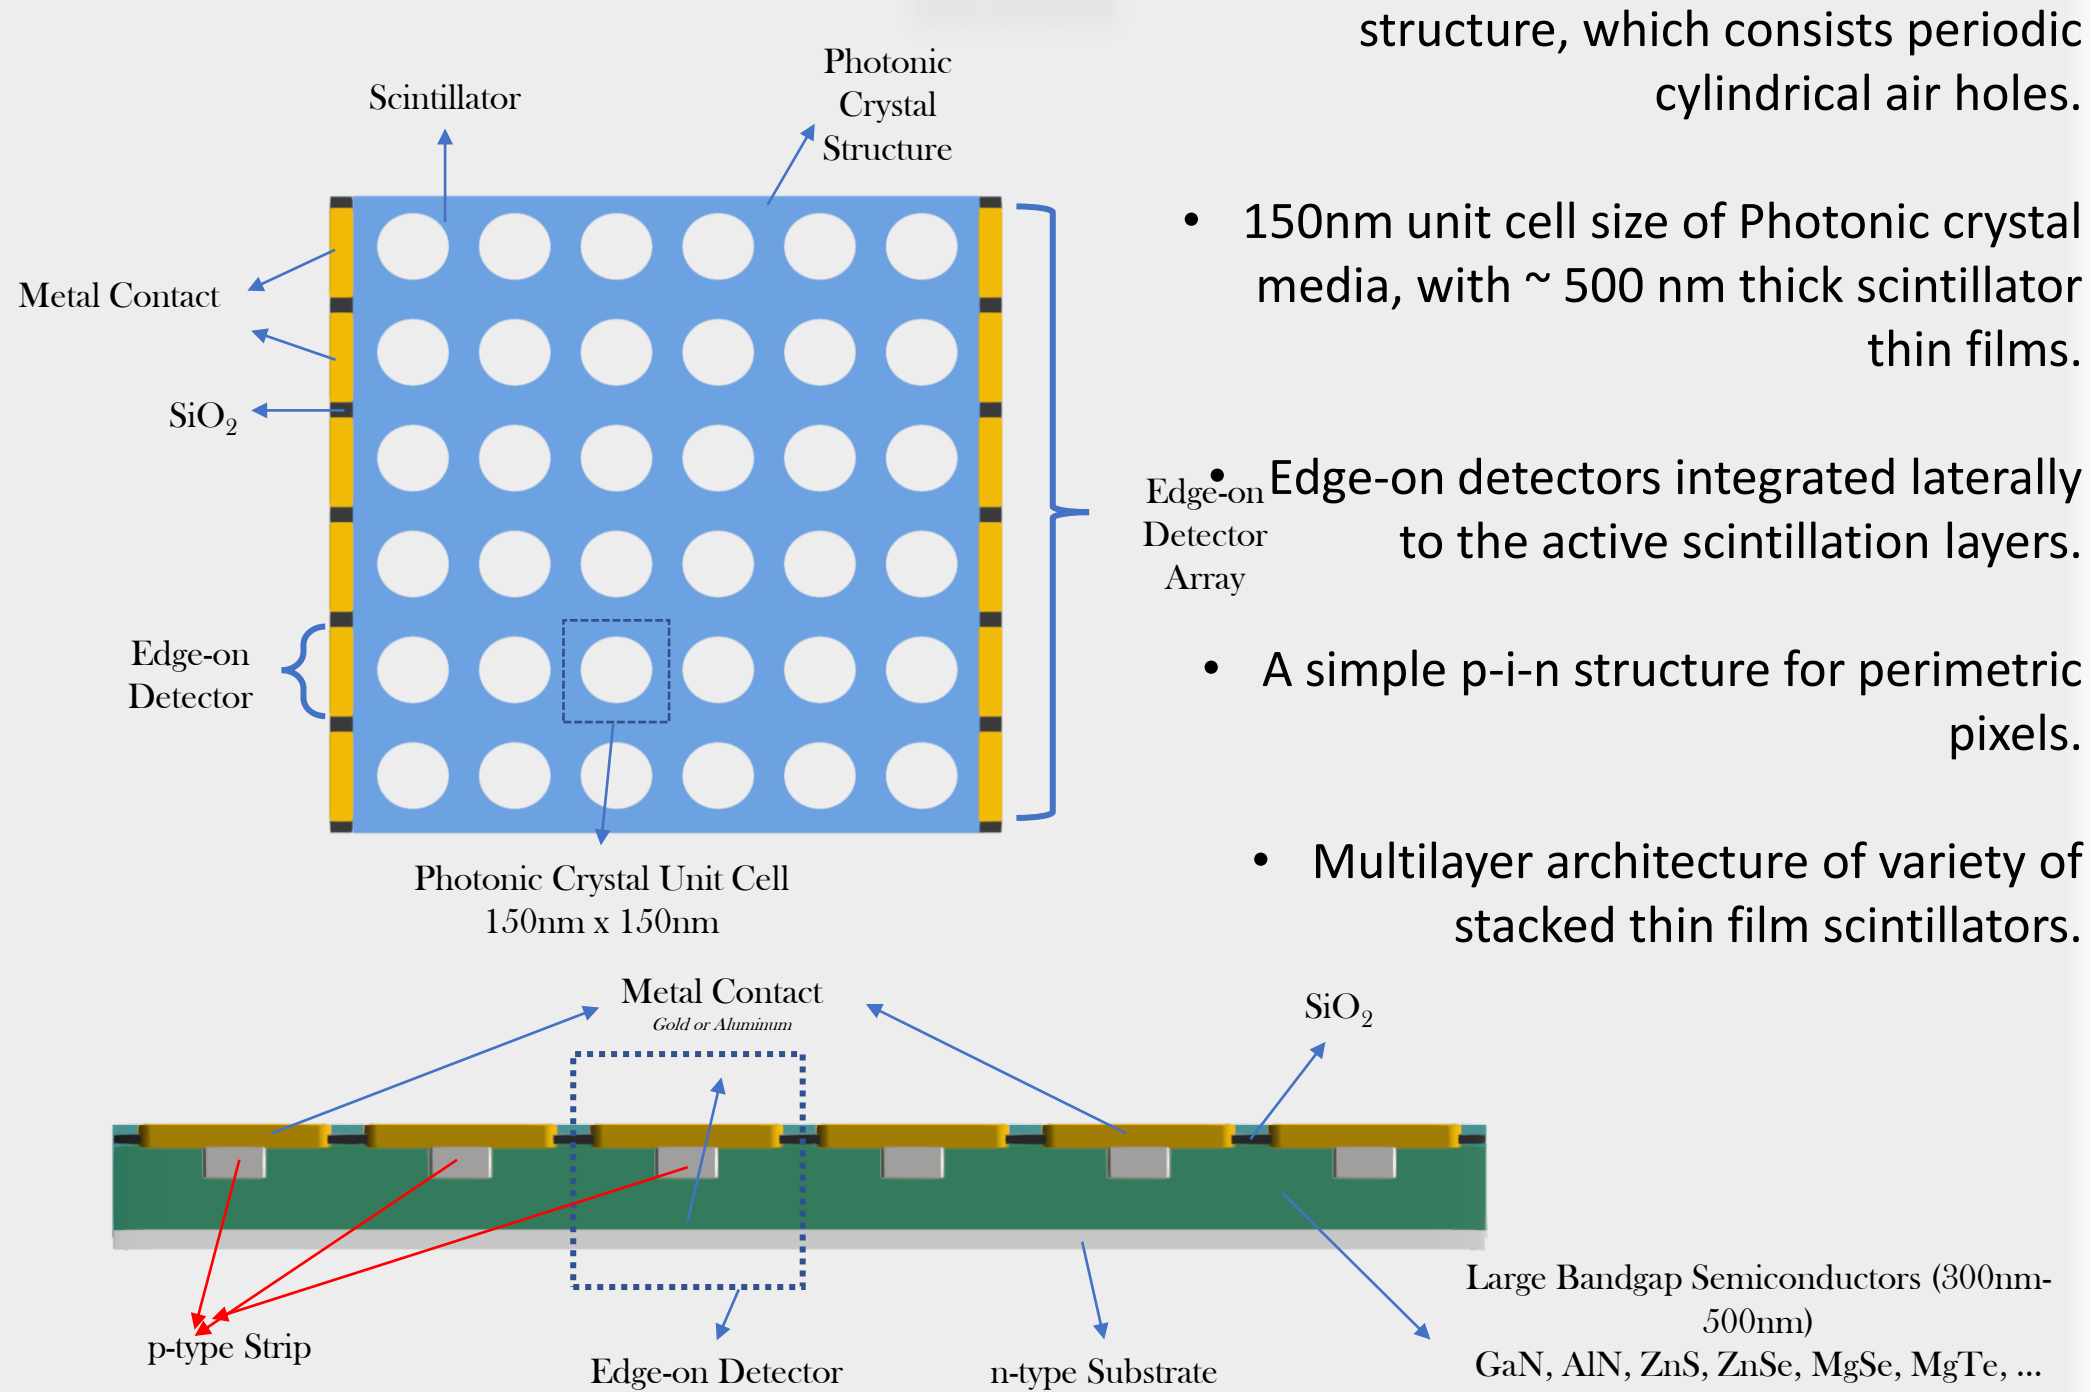 structure, which consists periodic
cylindrical air holes.
• 150nm unit cell size of Photonic crystal
media, with ~ 500 nm thick scintillator
thin films.
• Edge-on detectors integrated laterally
to the active scintillation layers.
• A simple p-i-n structure for perimetric
pixels.
• Multilayer architecture of variety of
stacked thin film scintillators.
Scintillator
Photonic
Crystal
Structure
Metal Contact
SiO₂
Edge-on
Detector
Array
Edge-on
Detector
Photonic Crystal Unit Cell
150nm x 150nm
Metal Contact
Gold or Aluminum
SiO₂
p-type Strip
Edge-on Detector
n-type Substrate
Large Bandgap Semiconductors (300nm-
500nm)
GaN, AlN, ZnS, ZnSe, MgSe, MgTe, ...